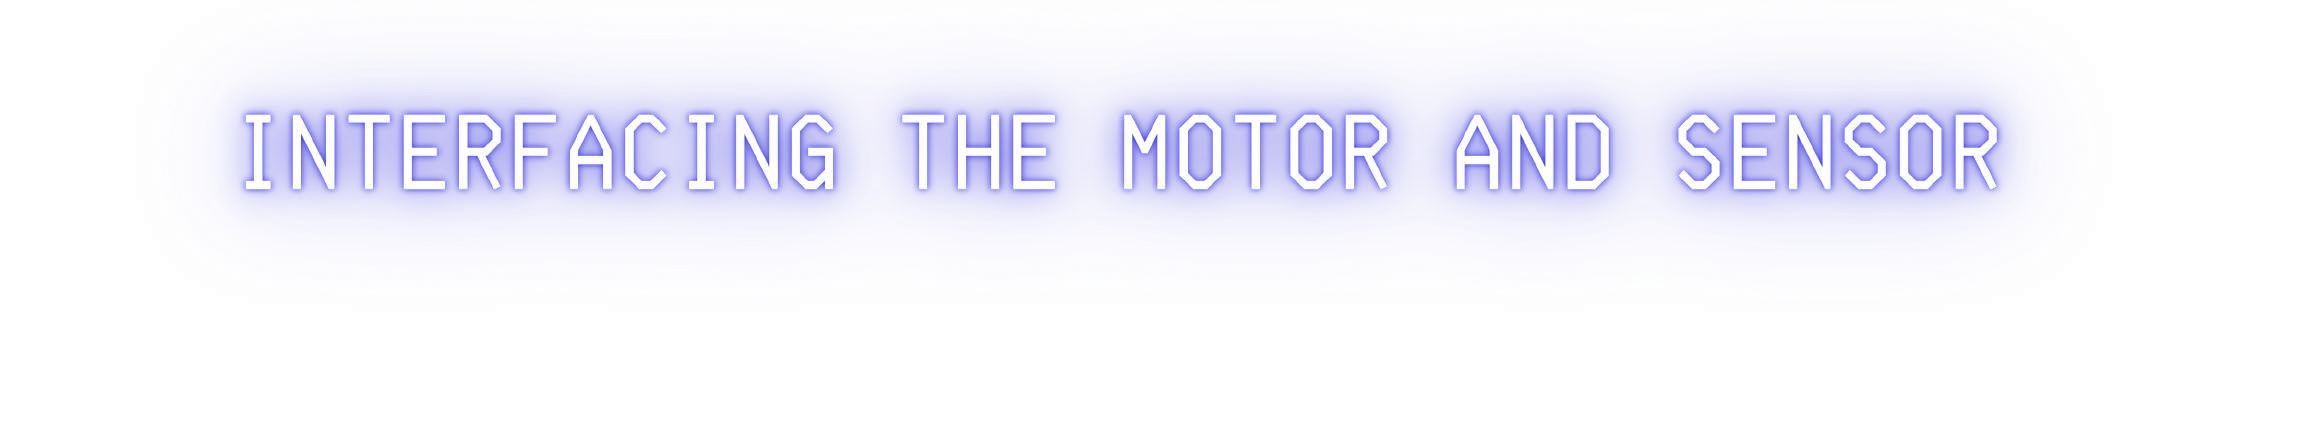 INTERFACING THE MOTOR AND SENSOR